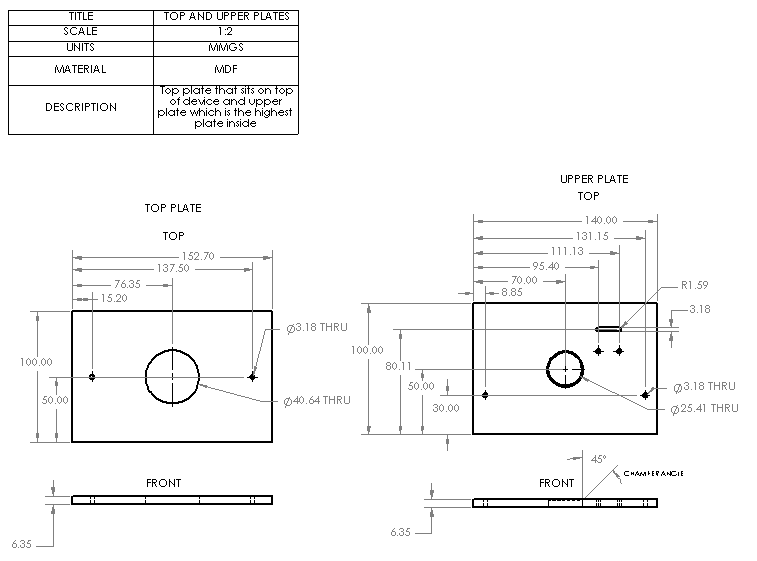 TITLE TOP AND UPPER PLATES
SCALE 1:2
UNITS MMGS
MATERIAL MDF
DESCRIPTION Top plate that sits on top
of device and upper
plate which is the highest
plate inside
TOP PLATE
TOP
152.70
137.50
76.35
15.20
100.00
50.00
⌀3.18 THRU
⌀40.64 THRU
FRONT
6.35
UPPER PLATE
TOP
140.00
131.15
111.13
95.40
70.00
8.85
R1.59
3.18
100.00
80.11
50.00
30.00
⌀3.18 THRU
⌀25.41 THRU
45°
CHAMFER ANGLE
FRONT
6.35